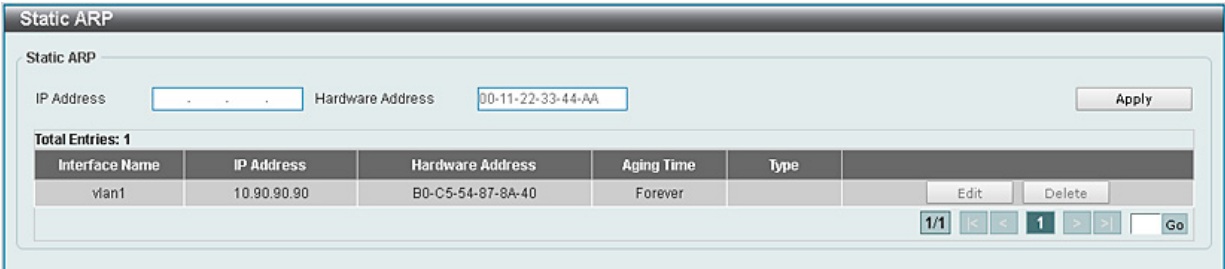 Static ARP
Static ARP
IP Address . . . Hardware Address 00-11-22-33-44-AA Apply
Total Entries: 1
Interface Name IP Address Hardware Address Aging Time Type
vlan1 10.90.90.90 B0-C5-54-87-8A-40 Forever Edit Delete
1/1 |< < 1 > >| Go